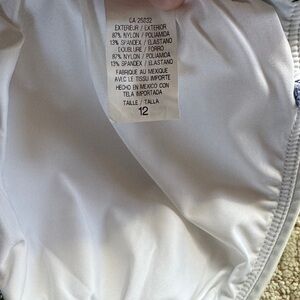 CA 25032
EXTERIEUR / EXTERIOR
87% NYLON / POLIAMIDA
13% SPANDEX / ELASTANO
DOUBLURE / FORRO
87% NYLON / POLIAMIDA
13% SPANDEX / ELASTANO
FABRIQUE AU MEXIQUE
AVEC LE TISSU IMPORTE
HECHO EN MEXICO CON
TELA IMPORTADA
TAILLE / TALLA
12